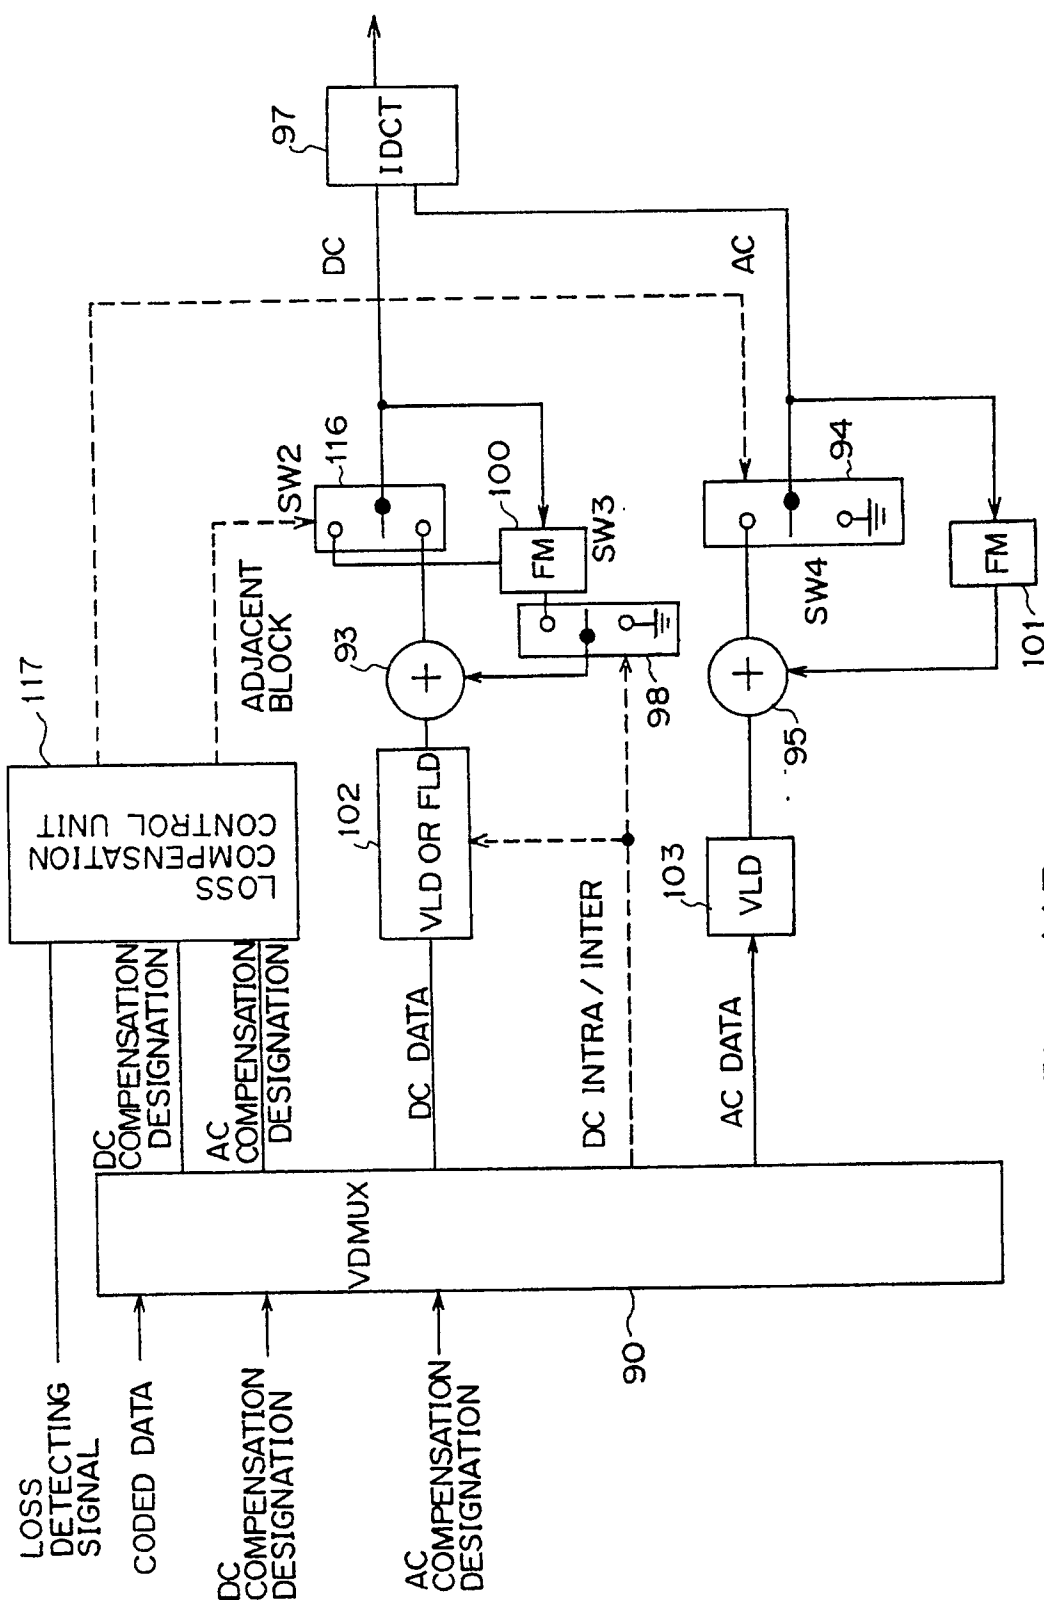 LOSS
DETECTING
SIGNAL
CODED DATA
DC
COMPENSATION
DESIGNATION
AC
COMPENSATION
DESIGNATION
90
VDMUX
DC
COMPENSATION
DESIGNATION
AC
COMPENSATION
DESIGNATION
DC DATA
DC INTRA / INTER
AC DATA
117
LOSS
COMPENSATION
CONTROL UNIT
102
VLD OR FLD
103
VLD
ADJACENT
BLOCK
93
+
98
95
+
SW2
116
100
FM
SW3
SW4
94
101
FM
DC
AC
97
IDCT